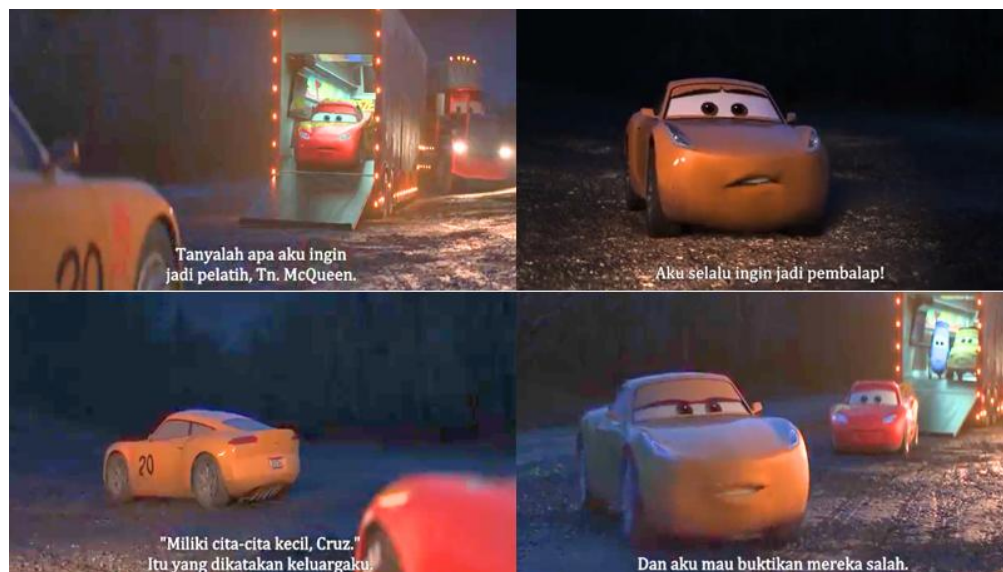 Tanyalah apa aku ingin
jadi pelatih, Tn. McQueen.
Aku selalu ingin jadi pembalap!
20
20
"Miliki cita-cita kecil, Cruz."
Itu yang dikatakan keluargaku.
Dan aku mau buktikan mereka salah.